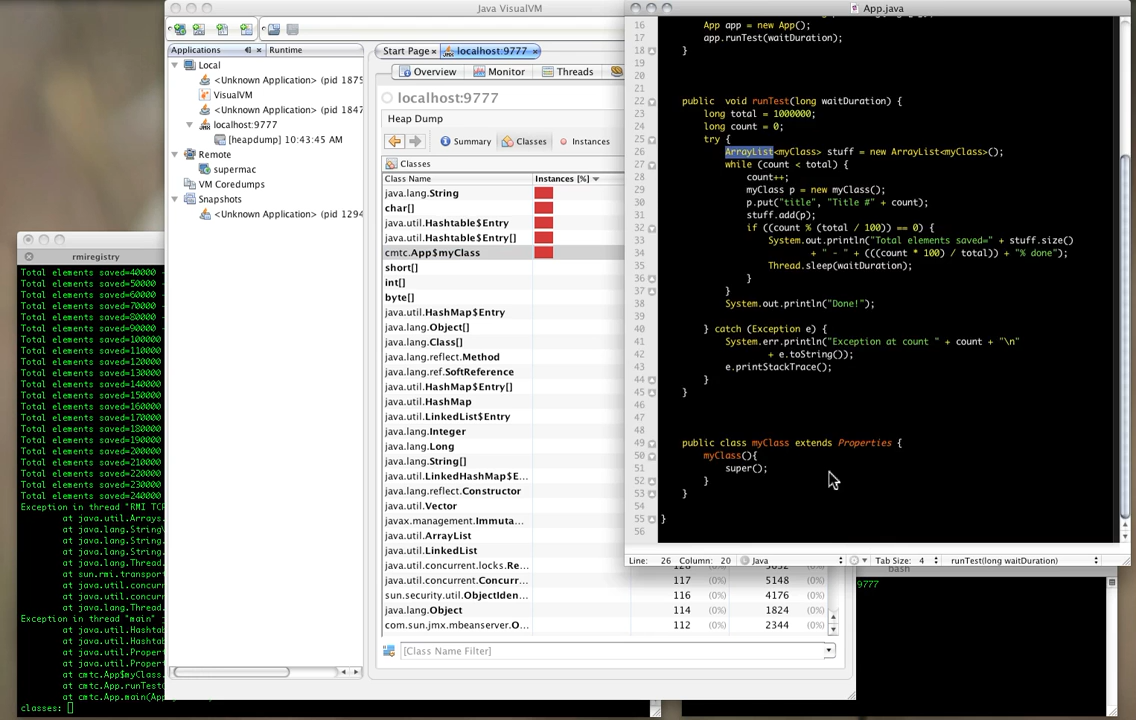 Java VisualVM
Applications
Runtime
Local
<Unknown Application> (pid 1875
VisualVM
<Unknown Application> (pid 1847
localhost:9777
[heapdump] 10:43:45 AM
Remote
supermac
VM Coredumps
Snapshots
<Unknown Application> (pid 1294
Start Page
localhost:9777
Overview
Monitor
Threads
localhost:9777
Heap Dump
Summary
Classes
Instances
Classes
Class Name
Instances [%]
java.lang.String
char[]
java.util.Hashtable$Entry
java.util.Hashtable$Entry[]
cmtc.App$myClass
short[]
int[]
byte[]
java.util.HashMap$Entry
java.lang.Object[]
java.lang.Class[]
java.lang.reflect.Method
java.lang.ref.SoftReference
java.util.HashMap$Entry[]
java.util.HashMap
java.util.LinkedList$Entry
java.lang.Integer
java.lang.Long
java.lang.String[]
java.util.LinkedHashMap$E...
java.lang.reflect.Constructor
java.util.Vector
javax.management.Immuta...
java.util.ArrayList
java.util.LinkedList
java.util.concurrent.locks.Re...
java.util.concurrent.Concurr... 117 (0%) 5148 (0%)
sun.security.util.ObjectIden... 116 (0%) 4176 (0%)
java.lang.Object 114 (0%) 1824 (0%)
com.sun.jmx.mbeanserver.O... 112 (0%) 2344 (0%)
[Class Name Filter]
App.java
16 App app = new App();
17 app.runTest(waitDuration);
18 }
19
20
21
22 public void runTest(long waitDuration) {
23 long total = 1000000;
24 long count = 0;
25 try {
26 ArrayList<myClass> stuff = new ArrayList<myClass>();
27 while (count < total) {
28 count++;
29 myClass p = new myClass();
30 p.put("title", "Title #" + count);
31 stuff.add(p);
32 if ((count % (total / 100)) == 0) {
33 System.out.println("Total elements saved=" + stuff.size()
34 + " - " + (((count * 100) / total)) + "% done");
35 Thread.sleep(waitDuration);
36 }
37 }
38 System.out.println("Done!");
39
40 } catch (Exception e) {
41 System.err.println("Exception at count " + count + "\n"
42 + e.toString());
43 e.printStackTrace();
44 }
45 }
46
47
48
49 public class myClass extends Properties {
50 myClass(){
51 super();
52 }
53 }
54
55 }
56
Line: 26 Column: 20
Java
Tab Size: 4
runTest(long waitDuration)
bash
9777
rmiregistry
Total elements saved=40000 -
Total elements saved=50000 -
Total elements saved=60000 -
Total elements saved=70000 -
Total elements saved=80000 -
Total elements saved=90000 -
Total elements saved=100000
Total elements saved=110000
Total elements saved=120000
Total elements saved=130000
Total elements saved=140000
Total elements saved=150000
Total elements saved=160000
Total elements saved=170000
Total elements saved=180000
Total elements saved=190000
Total elements saved=200000
Total elements saved=210000
Total elements saved=220000
Total elements saved=230000
Total elements saved=240000
Exception in thread "RMI TCP
at java.util.Arrays.
at java.lang.String
at java.lang.String.
at java.lang.Thread.
at sun.rmi.transport
at java.util.concurr
at java.util.concurr
at java.lang.Thread.
Exception in thread "main" j
at java.util.Hashtab
at java.util.Hashtab
at java.util.Propert
at java.util.Propert
at cmtc.App$myClass.
at cmtc.App.runTest(
at cmtc.App.main(App
classes: